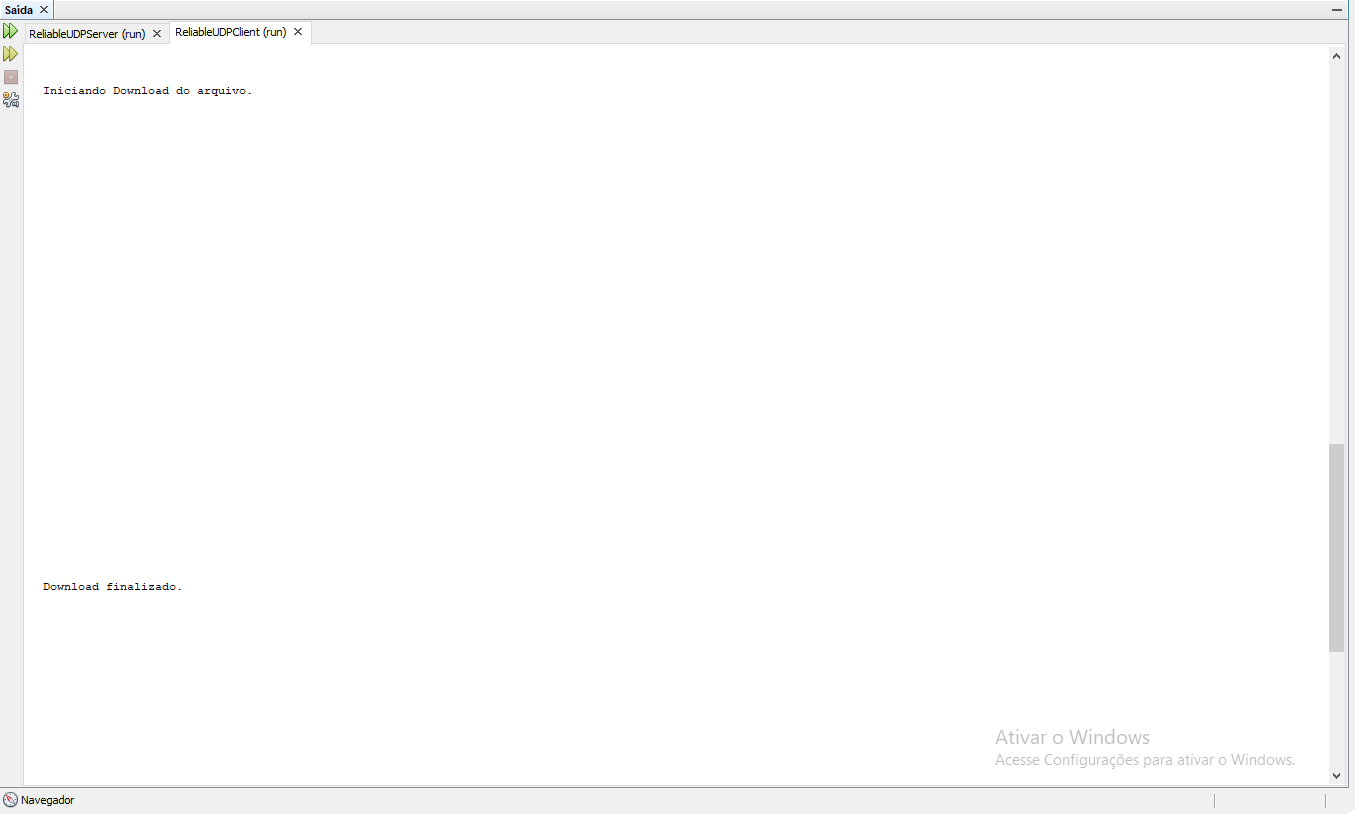 Saída
ReliableUDPServer (run)
ReliableUDPClient (run)
Iniciando Download do arquivo.
Download finalizado.
Ativar o Windows
Acesse Configurações para ativar o Windows.
Navegador